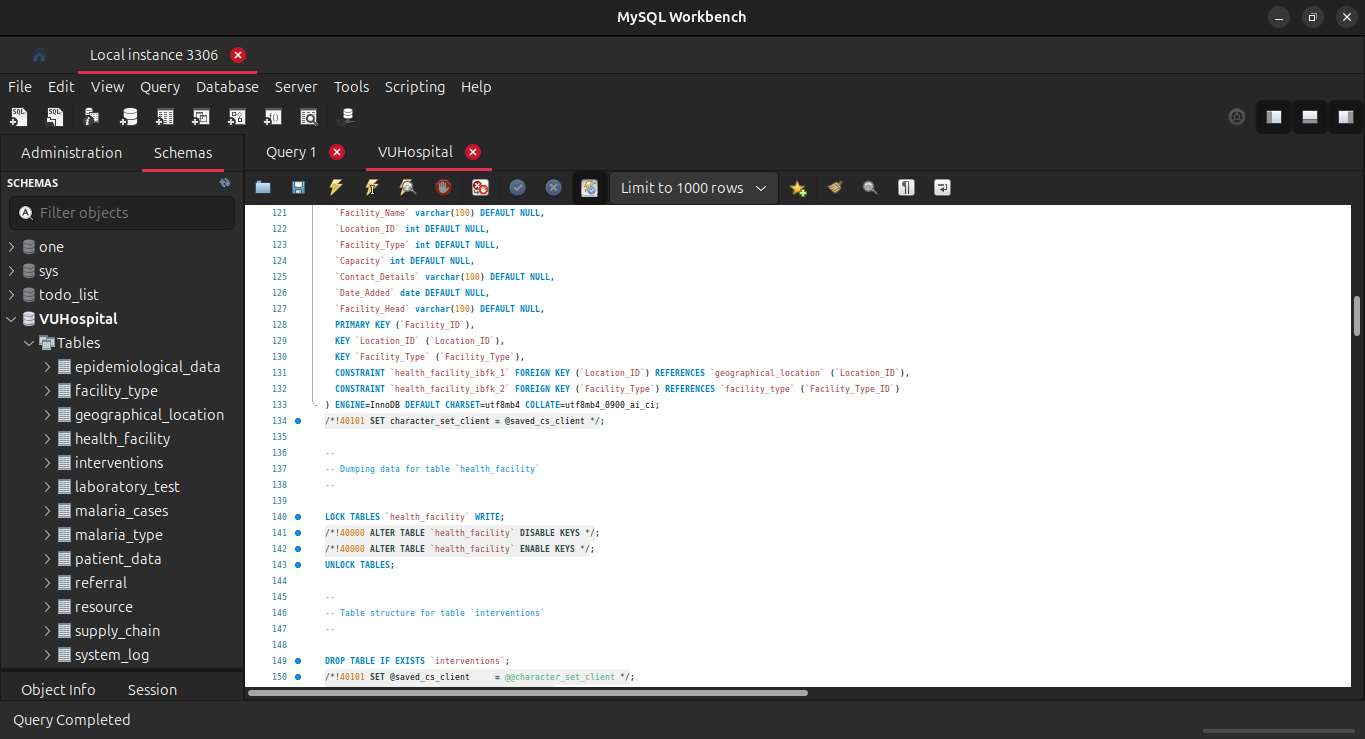 MySQL Workbench
Local instance 3306
File Edit View Query Database Server Tools Scripting Help
Administration Schemas
Query 1 VUHospital
SCHEMAS
Limit to 1000 rows
Filter objects
one
sys
todo_list
VUHospital
Tables
epidemiological_data
facility_type
geographical_location
health_facility
interventions
laboratory_test
malaria_cases
malaria_type
patient_data
referral
resource
supply_chain
system_log
Object Info Session
121 `Facility_Name` varchar(100) DEFAULT NULL,
122 `Location_ID` int DEFAULT NULL,
123 `Facility_Type` int DEFAULT NULL,
124 `Capacity` int DEFAULT NULL,
125 `Contact_Details` varchar(100) DEFAULT NULL,
126 `Date_Added` date DEFAULT NULL,
127 `Facility_Head` varchar(100) DEFAULT NULL,
128 PRIMARY KEY (`Facility_ID`),
129 KEY `Location_ID` (`Location_ID`),
130 KEY `Facility_Type` (`Facility_Type`),
131 CONSTRAINT `health_facility_ibfk_1` FOREIGN KEY (`Location_ID`) REFERENCES `geographical_location` (`Location_ID`),
132 CONSTRAINT `health_facility_ibfk_2` FOREIGN KEY (`Facility_Type`) REFERENCES `facility_type` (`Facility_Type_ID`)
133 ) ENGINE=InnoDB DEFAULT CHARSET=utf8mb4 COLLATE=utf8mb4_0900_ai_ci;
134 /*!40101 SET character_set_client = @saved_cs_client */;
135
136 --
137 -- Dumping data for table `health_facility`
138 --
139
140 LOCK TABLES `health_facility` WRITE;
141 /*!40000 ALTER TABLE `health_facility` DISABLE KEYS */;
142 /*!40000 ALTER TABLE `health_facility` ENABLE KEYS */;
143 UNLOCK TABLES;
144
145 --
146 -- Table structure for table `interventions`
147 --
148
149 DROP TABLE IF EXISTS `interventions`;
150 /*!40101 SET @saved_cs_client     = @@character_set_client */;
Query Completed